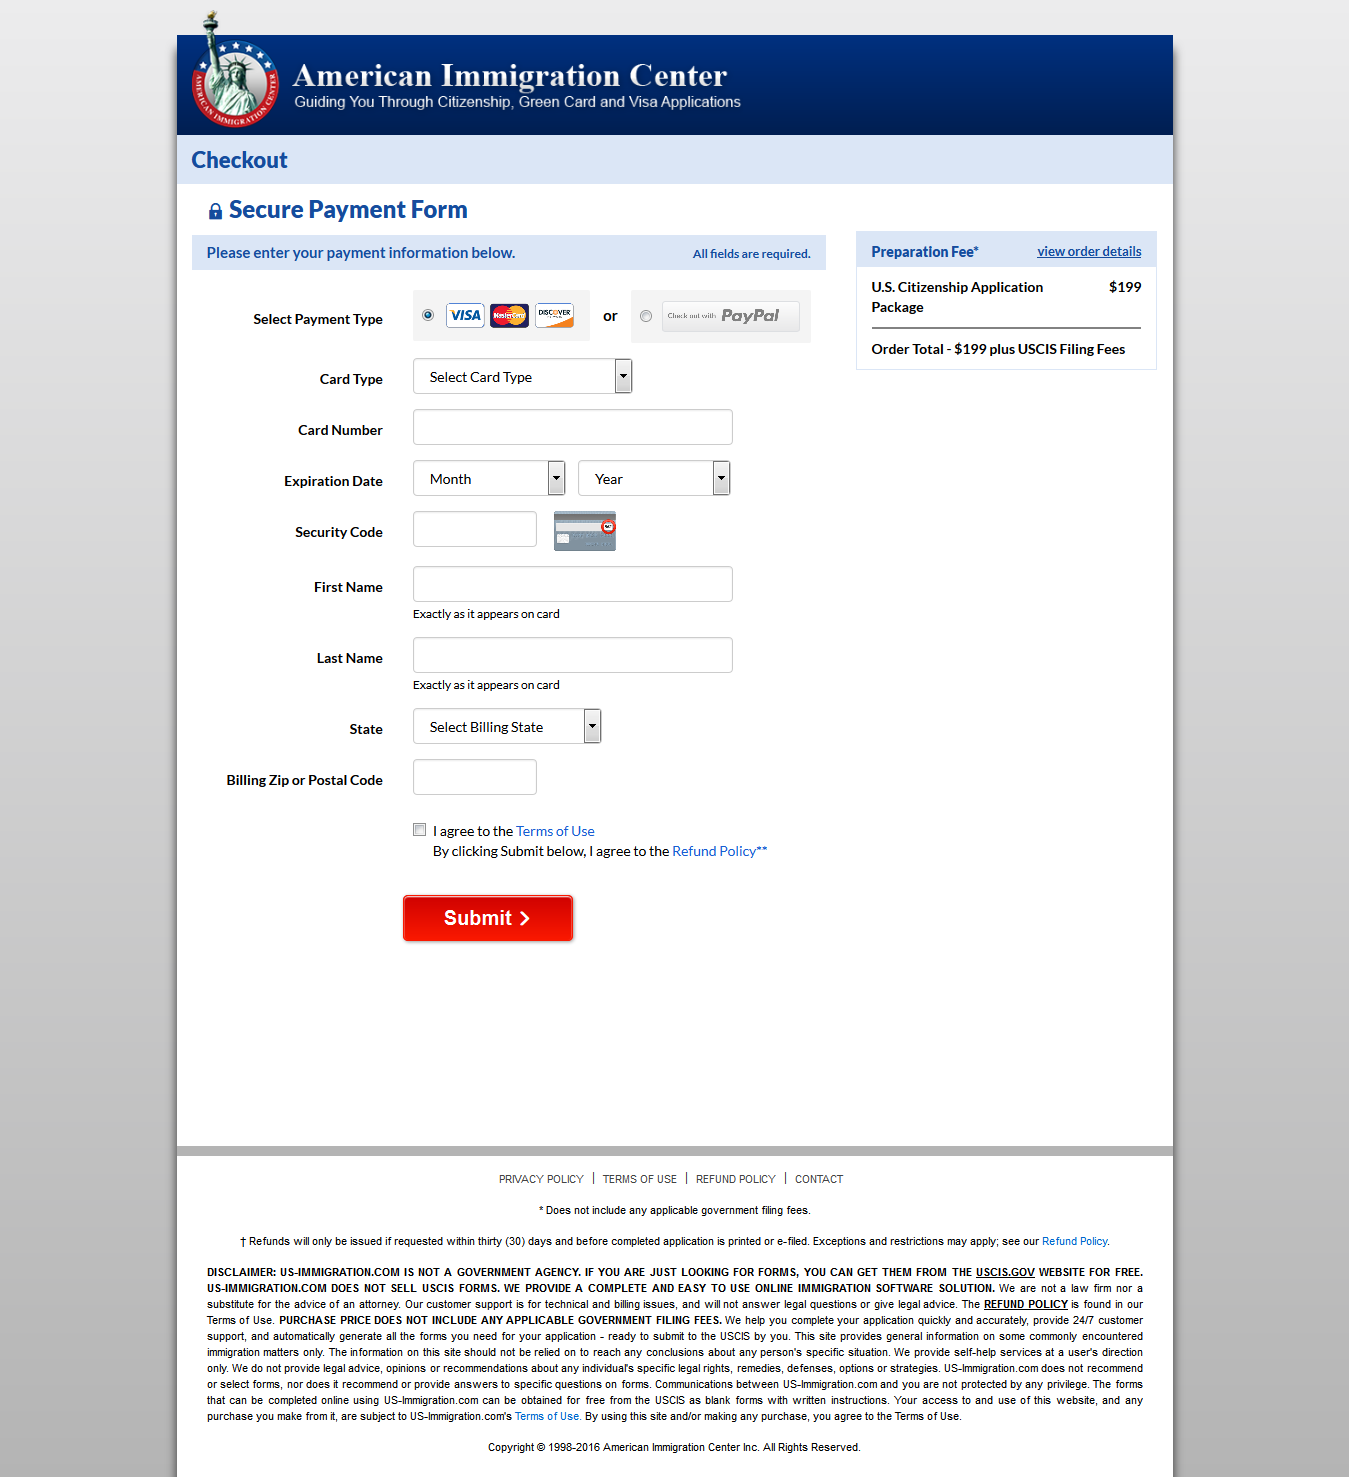 AMERICAN IMMIGRATION CENTER
American Immigration Center
Guiding You Through Citizenship, Green Card and Visa Applications
Checkout
Secure Payment Form
Please enter your payment information below. All fields are required.
Preparation Fee* view order details
U.S. Citizenship Application $199
Package
Order Total - $199 plus USCIS Filing Fees
Select Payment Type VISA MasterCard DISCOVER or Check out with PayPal
Card Type Select Card Type
Card Number
Expiration Date Month Year
Security Code
First Name
Exactly as it appears on card
Last Name
Exactly as it appears on card
State Select Billing State
Billing Zip or Postal Code
I agree to the Terms of Use
By clicking Submit below, I agree to the Refund Policy**
Submit
PRIVACY POLICY | TERMS OF USE | REFUND POLICY | CONTACT
* Does not include any applicable government filing fees.
† Refunds will only be issued if requested within thirty (30) days and before completed application is printed or e-filed. Exceptions and restrictions may apply; see our Refund Policy.
DISCLAIMER: US-IMMIGRATION.COM IS NOT A GOVERNMENT AGENCY. IF YOU ARE JUST LOOKING FOR FORMS, YOU CAN GET THEM FROM THE USCIS.GOV WEBSITE FOR FREE.
US-IMMIGRATION.COM DOES NOT SELL USCIS FORMS. WE PROVIDE A COMPLETE AND EASY TO USE ONLINE IMMIGRATION SOFTWARE SOLUTION. We are not a law firm nor a
substitute for the advice of an attorney. Our customer support is for technical and billing issues, and will not answer legal questions or give legal advice. The REFUND POLICY is found in our
Terms of Use. PURCHASE PRICE DOES NOT INCLUDE ANY APPLICABLE GOVERNMENT FILING FEES. We help you complete your application quickly and accurately, provide 24/7 customer
support, and automatically generate all the forms you need for your application - ready to submit to the USCIS by you. This site provides general information on some commonly encountered
immigration matters only. The information on this site should not be relied on to reach any conclusions about any person's specific situation. We provide self-help services at a user's direction
only. We do not provide legal advice, opinions or recommendations about any individual's specific legal rights, remedies, defenses, options or strategies. US-Immigration.com does not recommend
or select forms, nor does it recommend or provide answers to specific questions on forms. Communications between US-Immigration.com and you are not protected by any privilege. The forms
that can be completed online using US-Immigration.com can be obtained for free from the USCIS as blank forms with written instructions. Your access to and use of this website, and any
purchase you make from it, are subject to US-Immigration.com's Terms of Use. By using this site and/or making any purchase, you agree to the Terms of Use.
Copyright © 1998-2016 American Immigration Center Inc. All Rights Reserved.